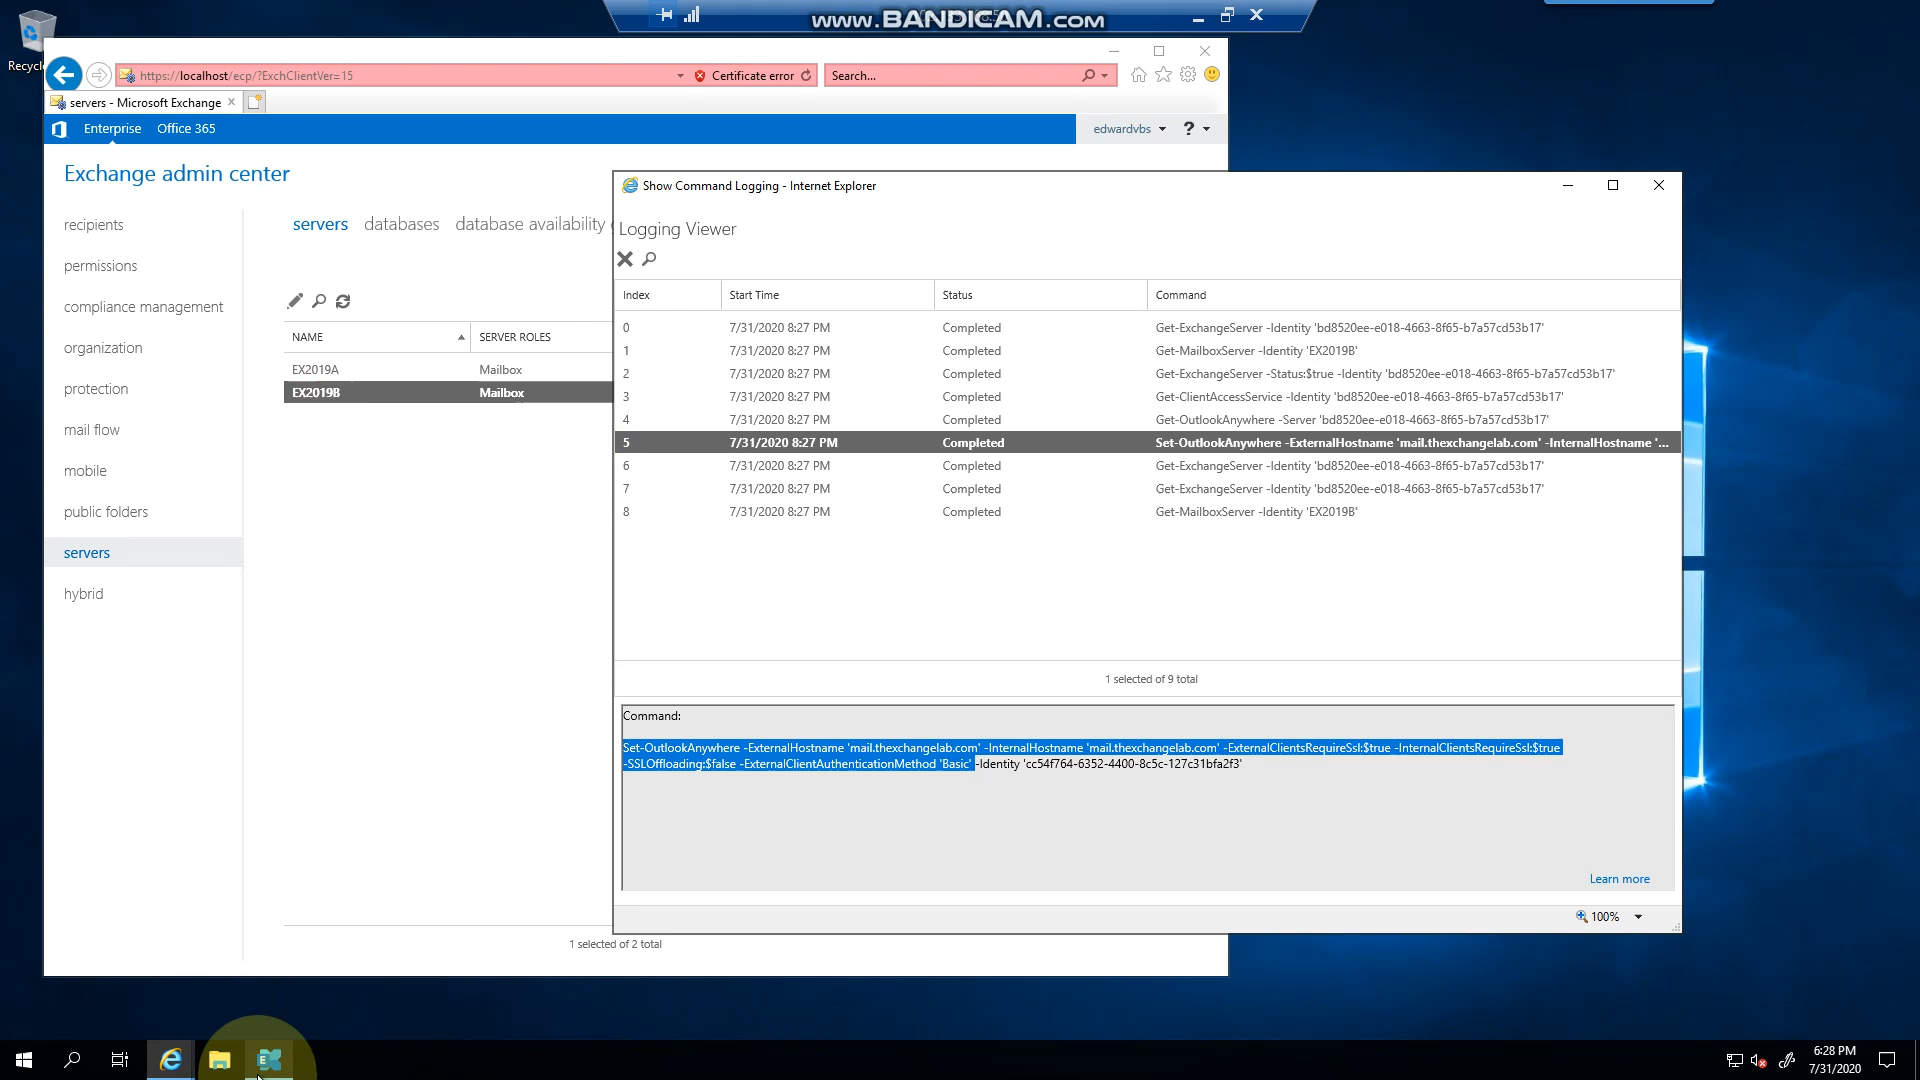 www.BANDICAM.com
Recycl
https://localhost/ecp/?ExchClientVer=15
Certificate error
Search...
servers - Microsoft Exchange
Enterprise Office 365
edwardvbs
?
Exchange admin center
recipients
permissions
compliance management
organization
protection
mail flow
mobile
public folders
servers
hybrid
servers databases database availability
NAME SERVER ROLES
EX2019A Mailbox
EX2019B Mailbox
1 selected of 2 total
Show Command Logging - Internet Explorer
Logging Viewer
Index Start Time Status Command
0 7/31/2020 8:27 PM Completed Get-ExchangeServer -Identity 'bd8520ee-e018-4663-8f65-b7a57cd53b17'
1 7/31/2020 8:27 PM Completed Get-MailboxServer -Identity 'EX2019B'
2 7/31/2020 8:27 PM Completed Get-ExchangeServer -Status:$true -Identity 'bd8520ee-e018-4663-8f65-b7a57cd53b17'
3 7/31/2020 8:27 PM Completed Get-ClientAccessService -Identity 'bd8520ee-e018-4663-8f65-b7a57cd53b17'
4 7/31/2020 8:27 PM Completed Get-OutlookAnywhere -Server 'bd8520ee-e018-4663-8f65-b7a57cd53b17'
5 7/31/2020 8:27 PM Completed Set-OutlookAnywhere -ExternalHostname 'mail.thexchangelab.com' -InternalHostname '...
6 7/31/2020 8:27 PM Completed Get-ExchangeServer -Identity 'bd8520ee-e018-4663-8f65-b7a57cd53b17'
7 7/31/2020 8:27 PM Completed Get-ExchangeServer -Identity 'bd8520ee-e018-4663-8f65-b7a57cd53b17'
8 7/31/2020 8:27 PM Completed Get-MailboxServer -Identity 'EX2019B'
1 selected of 9 total
Command:
Set-OutlookAnywhere -ExternalHostname 'mail.thexchangelab.com' -InternalHostname 'mail.thexchangelab.com' -ExternalClientsRequireSsl:$true -InternalClientsRequireSsl:$true
-SSLOffloading:$false -ExternalClientAuthenticationMethod 'Basic' -Identity 'cc54f764-6352-4400-8c5c-127c31bfa2f3'
Learn more
100%
6:28 PM
7/31/2020